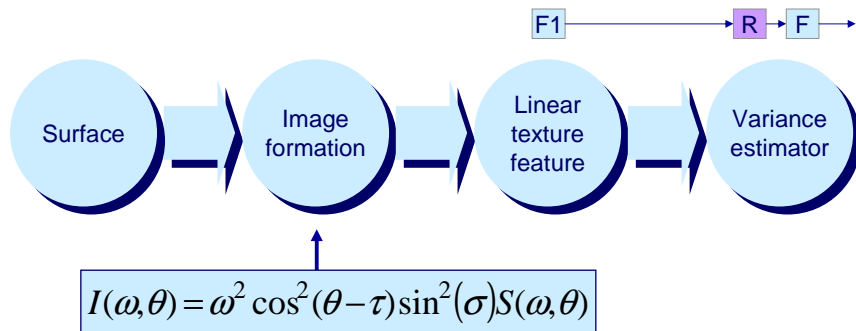 F1 R F
Surface
Image
formation
Linear
texture
feature
Variance
estimator
I(ω,θ) = ω² cos²(θ − τ) sin²(σ) S(ω,θ)